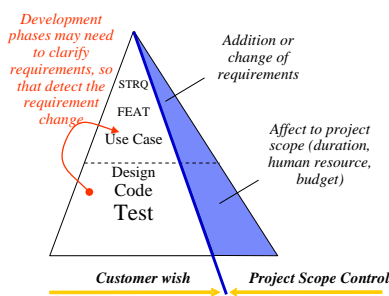 Development
phases may need
to clarify
requirements, so
that detect the
requirement
change
Addition or
change of
requirements
STRQ
FEAT
Use Case
Affect to project
scope (duration,
human resource,
budget)
Design
Code
Test
Customer wish
Project Scope Control